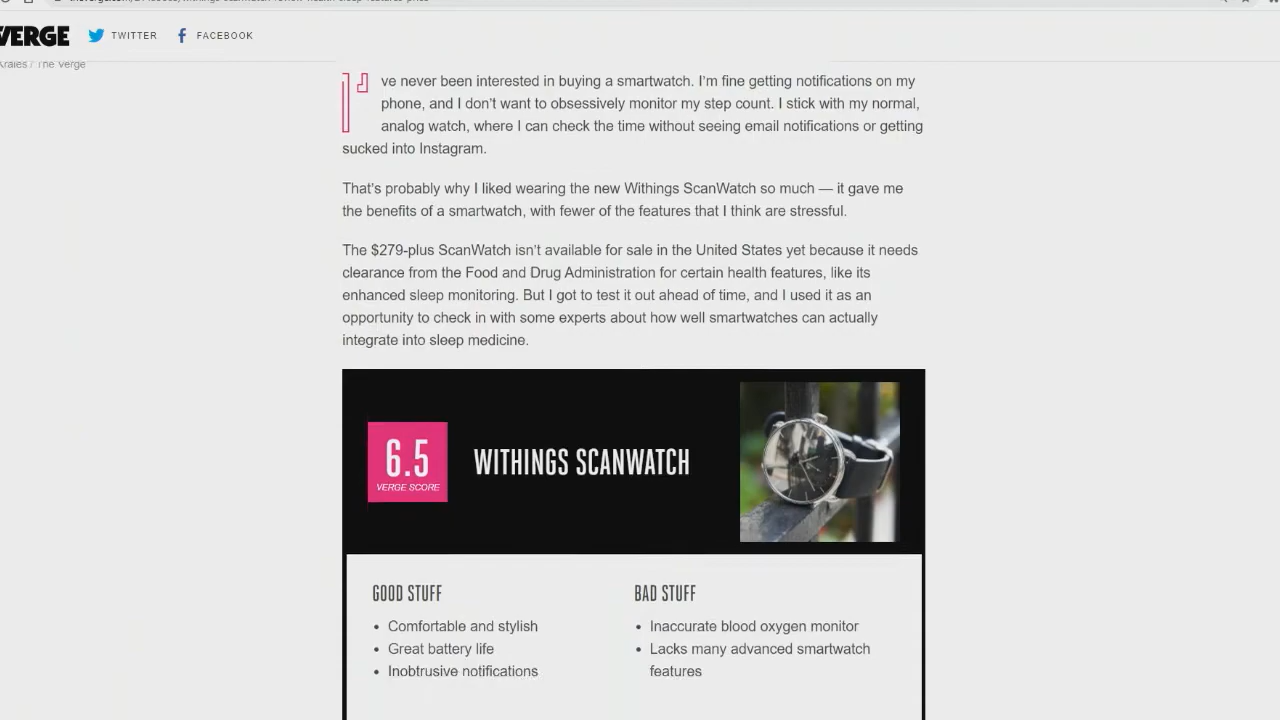 VERGE TWITTER FACEBOOK
Krales / The Verge
I've never been interested in buying a smartwatch. I'm fine getting notifications on my
phone, and I don't want to obsessively monitor my step count. I stick with my normal,
analog watch, where I can check the time without seeing email notifications or getting
sucked into Instagram.
That's probably why I liked wearing the new Withings ScanWatch so much — it gave me
the benefits of a smartwatch, with fewer of the features that I think are stressful.
The $279-plus ScanWatch isn't available for sale in the United States yet because it needs
clearance from the Food and Drug Administration for certain health features, like its
enhanced sleep monitoring. But I got to test it out ahead of time, and I used it as an
opportunity to check in with some experts about how well smartwatches can actually
integrate into sleep medicine.
6.5
VERGE SCORE
WITHINGS SCANWATCH
GOOD STUFF
• Comfortable and stylish
• Great battery life
• Inobtrusive notifications
BAD STUFF
• Inaccurate blood oxygen monitor
• Lacks many advanced smartwatch
features